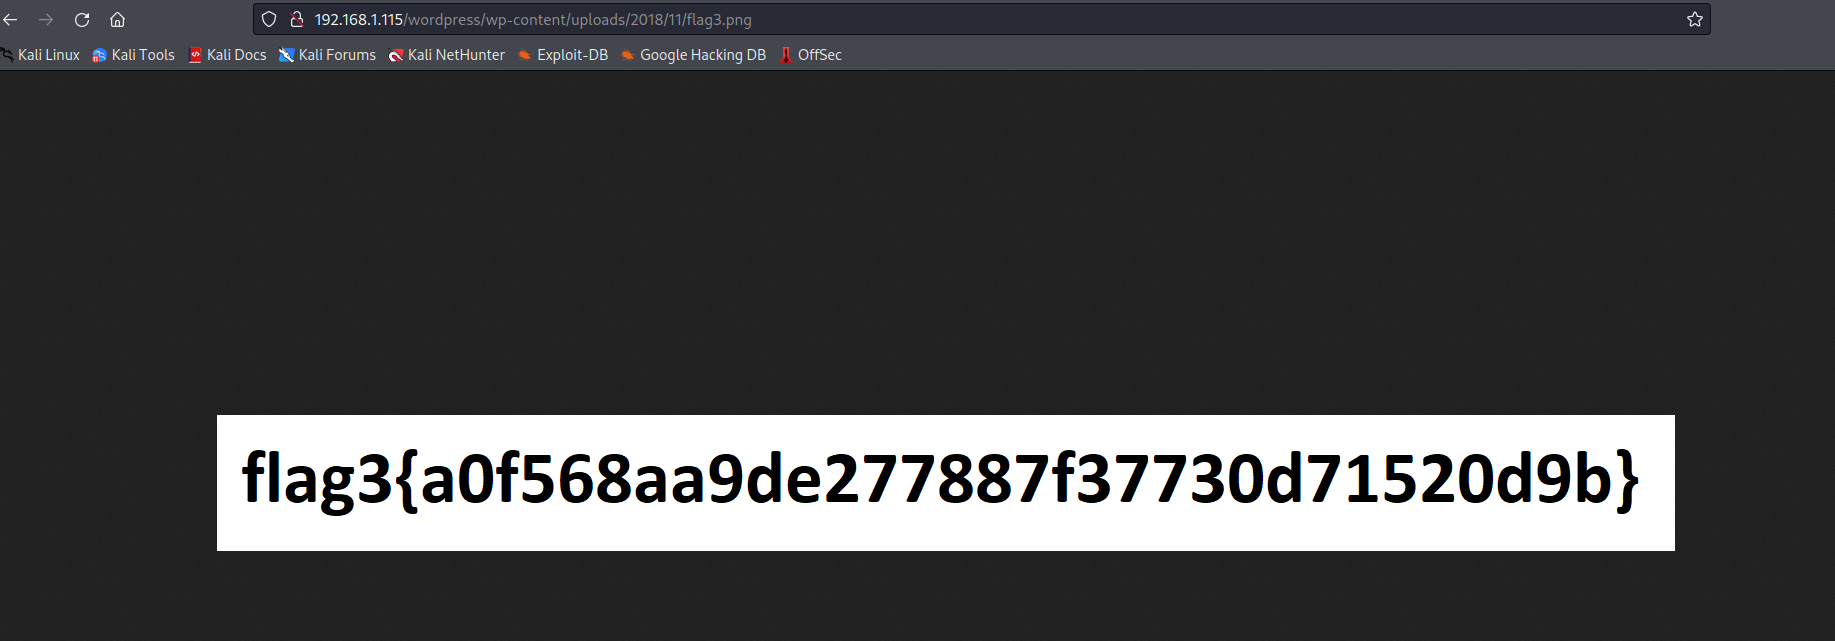 192.168.1.115/wordpress/wp-content/uploads/2018/11/flag3.png
Kali Linux Kali Tools Kali Docs Kali Forums Kali NetHunter Exploit-DB Google Hacking DB OffSec
flag3{a0f568aa9de277887f37730d71520d9b}